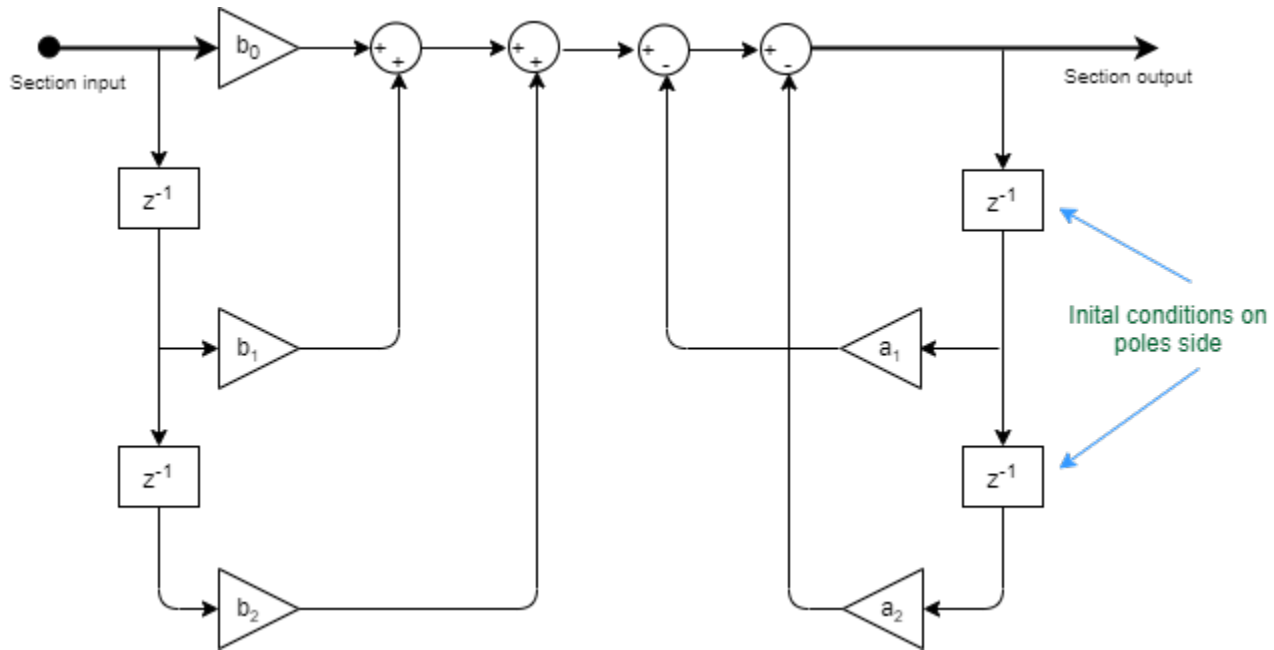 b₀
+
+
+
+
+
-
+
-
Section input
Section output
z⁻¹
z⁻¹
Inital conditions on
poles side
b₁
a₁
z⁻¹
z⁻¹
b₂
a₂